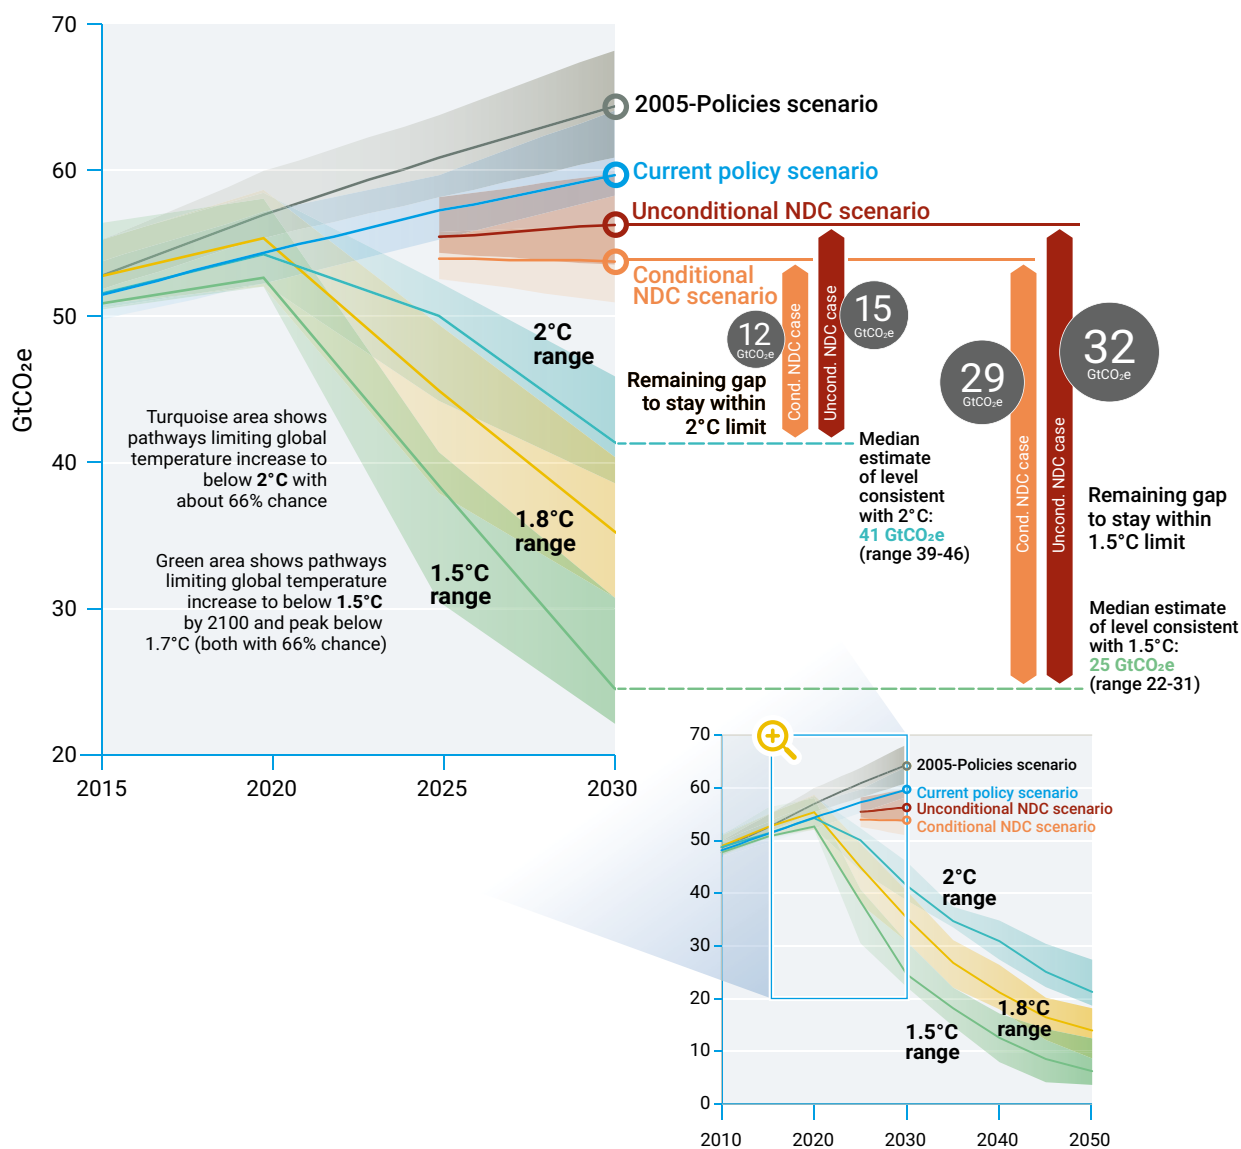 70
60
50
40
30
20
GtCO₂e
2015
2020
2025
2030
2005-Policies scenario
Current policy scenario
Unconditional NDC scenario
Conditional
NDC scenario
2°C
range
1.8°C
range
1.5°C
range
Turquoise area shows
pathways limiting global
temperature increase to
below 2°C with
about 66% chance
Green area shows pathways
limiting global temperature
increase to below 1.5°C
by 2100 and peak below
1.7°C (both with 66% chance)
12
GtCO₂e
Cond. NDC case
Uncond. NDC case
15
GtCO₂e
Remaining gap
to stay within
2°C limit
Median
estimate
of level
consistent
with 2°C:
41 GtCO₂e
(range 39-46)
29
GtCO₂e
Cond. NDC case
Uncond. NDC case
32
GtCO₂e
Remaining gap
to stay within
1.5°C limit
Median estimate
of level consistent
with 1.5°C:
25 GtCO₂e
(range 22-31)
70
60
50
40
30
20
10
0
2010
2020
2030
2040
2050
2005-Policies scenario
Current policy scenario
Unconditional NDC scenario
Conditional NDC scenario
2°C
range
1.8°C
range
1.5°C
range